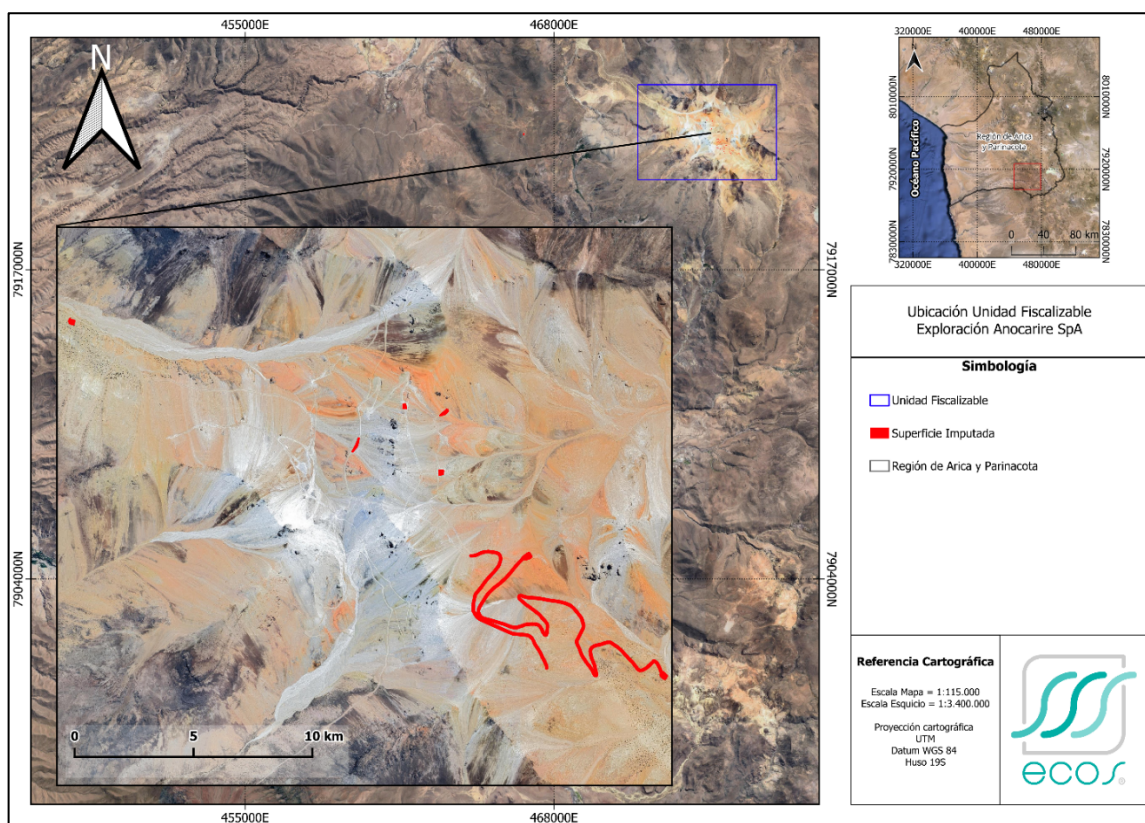 455000E
468000E
N
7917000N
7904000N
7917000N
7904000N
0
5
10 km
455000E
468000E
320000E
400000E
480000E
8010000N
7920000N
7830000N
8010000N
7920000N
7830000N
Océano Pacífico
Región de Arica
y Parinacota
0
40
80 km
320000E
400000E
480000E
Ubicación Unidad Fiscalizable
Exploración Anocarire SpA
Simbología
Unidad Fiscalizable
Superficie Imputada
Región de Arica y Parinacota
Referencia Cartográfica
Escala Mapa = 1:115.000
Escala Esquicio = 1:3.400.000
Proyección cartográfica
UTM
Datum WGS 84
Huso 19S
ecos®